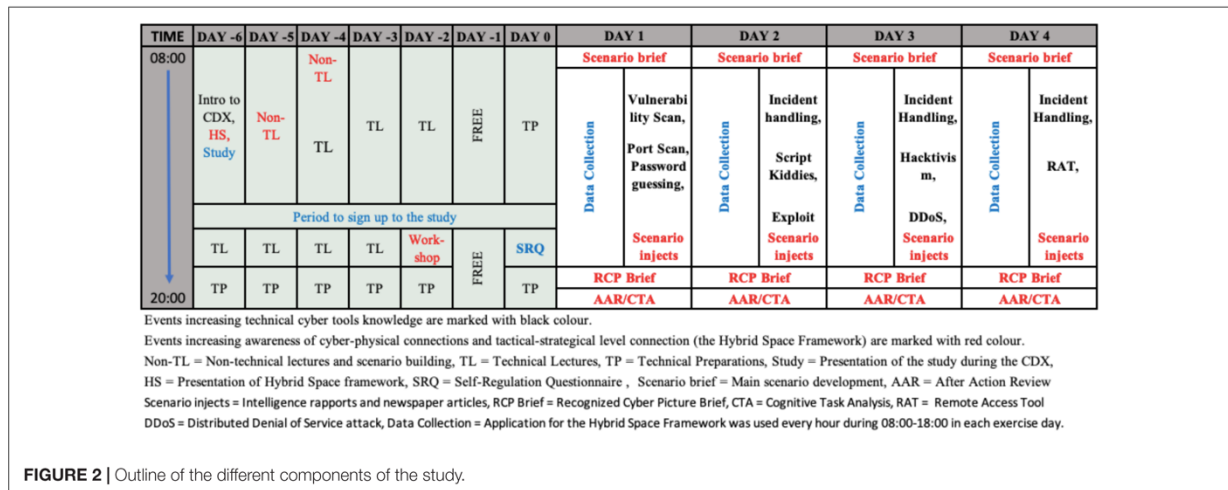 TIME DAY -6 DAY -5 DAY -4 DAY -3 DAY -2 DAY -1 DAY 0 DAY 1 DAY 2 DAY 3 DAY 4
08:00
Scenario brief Scenario brief Scenario brief Scenario brief
Intro to
CDX,
HS,
Study
Non-
TL
Non-
TL
TL
TL
TL
FREE
TP
Period to sign up to the study
TL TL TL TL Work-
shop
FREE
SRQ
TP TP TP TP TP TP
20:00
Data Collection
Vulnerabi
lity Scan,
Port Scan,
Password
guessing,
Scenario
injects
Data Collection
Incident
handling,
Script
Kiddies,
Exploit
Scenario
injects
Data Collection
Incident
Handling,
Hacktivis
m,
DDoS,
Scenario
injects
Data Collection
Incident
Handling,
RAT,
Scenario
injects
RCP Brief RCP Brief RCP Brief RCP Brief
AAR/CTA AAR/CTA AAR/CTA AAR/CTA
Events increasing technical cyber tools knowledge are marked with black colour.
Events increasing awareness of cyber-physical connections and tactical-strategical level connection (the Hybrid Space Framework) are marked with red colour.
Non-TL = Non-technical lectures and scenario building, TL = Technical Lectures, TP = Technical Preparations, Study = Presentation of the study during the CDX,
HS = Presentation of Hybrid Space framework, SRQ = Self-Regulation Questionnaire , Scenario brief = Main scenario development, AAR = After Action Review
Scenario injects = Intelligence rapports and newspaper articles, RCP Brief = Recognized Cyber Picture Brief, CTA = Cognitive Task Analysis, RAT = Remote Access Tool
DDoS = Distributed Denial of Service attack, Data Collection = Application for the Hybrid Space Framework was used every hour during 08:00-18:00 in each exercise day.
FIGURE 2 | Outline of the different components of the study.